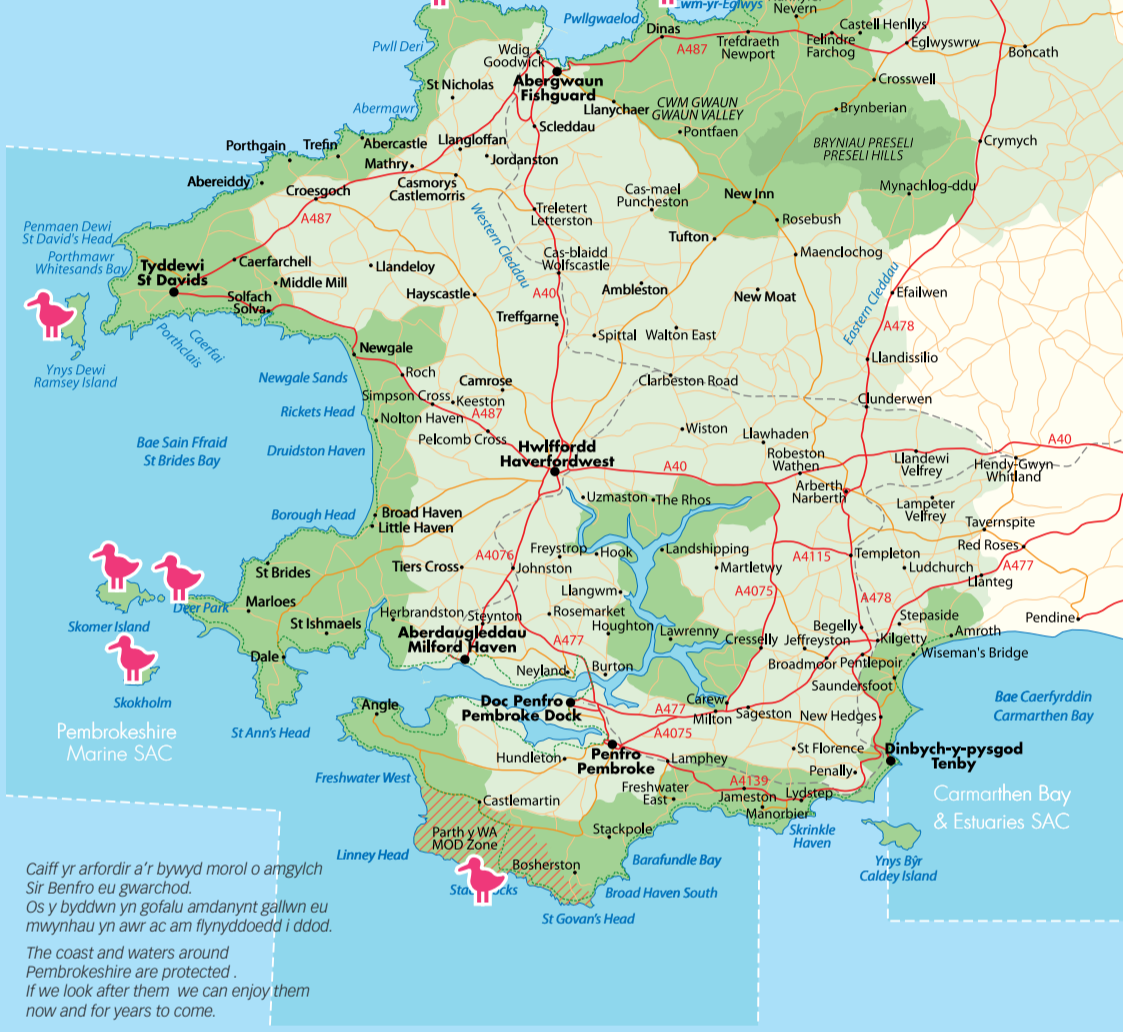 Cwm-yr-Eglwys
Nevern
Pwllgwaelod
Castell Henllys
Dinas
Trefdraeth
Newport
Felindre
Farchog
Eglwyswrw
Boncath
A487
Pwll Deri
Wdig
Goodwick
Abergwaun
Fishguard
Crosswell
St Nicholas
Llanychaer
CWM GWAUN
GWAUN VALLEY
Brynberian
Abermawr
Scleddau
Pontfaen
BRYNIAU PRESELI
PRESELI HILLS
Crymych
Porthgain
Trefin
Abercastle
Llangloffan
Mathry
Jordanston
Abereiddy
Croesgoch
Casmorys
Castlemorris
Cas-mael
Puncheston
New Inn
Mynachlog-ddu
A487
Western Cleddau
Treletert
Letterston
Rosebush
Penmaen Dewi
St David's Head
Porthmawr
Whitesands Bay
Tufton
Maenclochog
Tyddewi
St Davids
Caerfarchell
Llandeloy
Cas-blaidd
Wolfscastle
Middle Mill
Hayscastle
A40
Ambleston
New Moat
Eastern Cleddau
Efailwen
Solfach
Solva
Treffgarne
A478
Caerfai
Porthclais
Spittal
Walton East
Newgale
Llandissilio
Ynys Dewi
Ramsey Island
Newgale Sands
Roch
Camrose
Clarbeston Road
Simpson Cross
Keeston
Clunderwen
Rickets Head
Nolton Haven
A487
Wiston
Llawhaden
Pelcomb Cross
Bae Sain Ffraid
St Brides Bay
Druidston Haven
Hwlffordd
Haverfordwest
A40
Robeston
Wathen
Llandewi
Velfrey
A40
Hendy-Gwyn
Whitland
Arberth
Narberth
Uzmaston
The Rhos
Lampeter
Velfrey
Borough Head
Broad Haven
Little Haven
Tavernspite
A4076
Freystrop
Hook
Landshipping
A4115
Templeton
Red Roses
St Brides
Tiers Cross
Johnston
Martletwy
Ludchurch
A477
Llanteg
Deer Park
Marloes
Llangwm
A4075
A478
Skomer Island
St Ishmaels
Herbrandston
Steynton
Rosemarket
Houghton
Stepaside
Pendine
Aberdaugleddau
Milford Haven
A477
Lawrenny
Cresselly
Begelly
Jeffreyston
Kilgetty
Amroth
Wiseman's Bridge
Dale
Neyland
Burton
Broadmoor
Pentlepoir
Saundersfoot
Skokholm
Angle
Doc Penfro
Pembroke Dock
Carew
A477
Milton
Sageston
New Hedges
Bae Caerfyrddin
Carmarthen Bay
Pembrokeshire
Marine SAC
St Ann's Head
A4075
Penfro
Pembroke
Hundleton
Lamphey
St Florence
Dinbych-y-pysgod
Tenby
Freshwater West
Penally
Freshwater
East
A4139
Jameston
Lydstep
Manorbier
Castlemartin
Carmarthen Bay
& Estuaries SAC
Parth y WA
MOD Zone
Stackpole
Skrinkle
Haven
Linney Head
Bosherston
Barafundle Bay
Ynys Bŷr
Caldey Island
Broad Haven South
St Govan's Head
Caiff yr arfordir a'r bywyd morol o amgylch
Sir Benfro eu gwarchod.
Os y byddwn yn gofalu amdanynt gallwn eu
mwynhau yn awr ac am flynyddoedd i ddod.
The coast and waters around
Pembrokeshire are protected .
If we look after them we can enjoy them
now and for years to come.